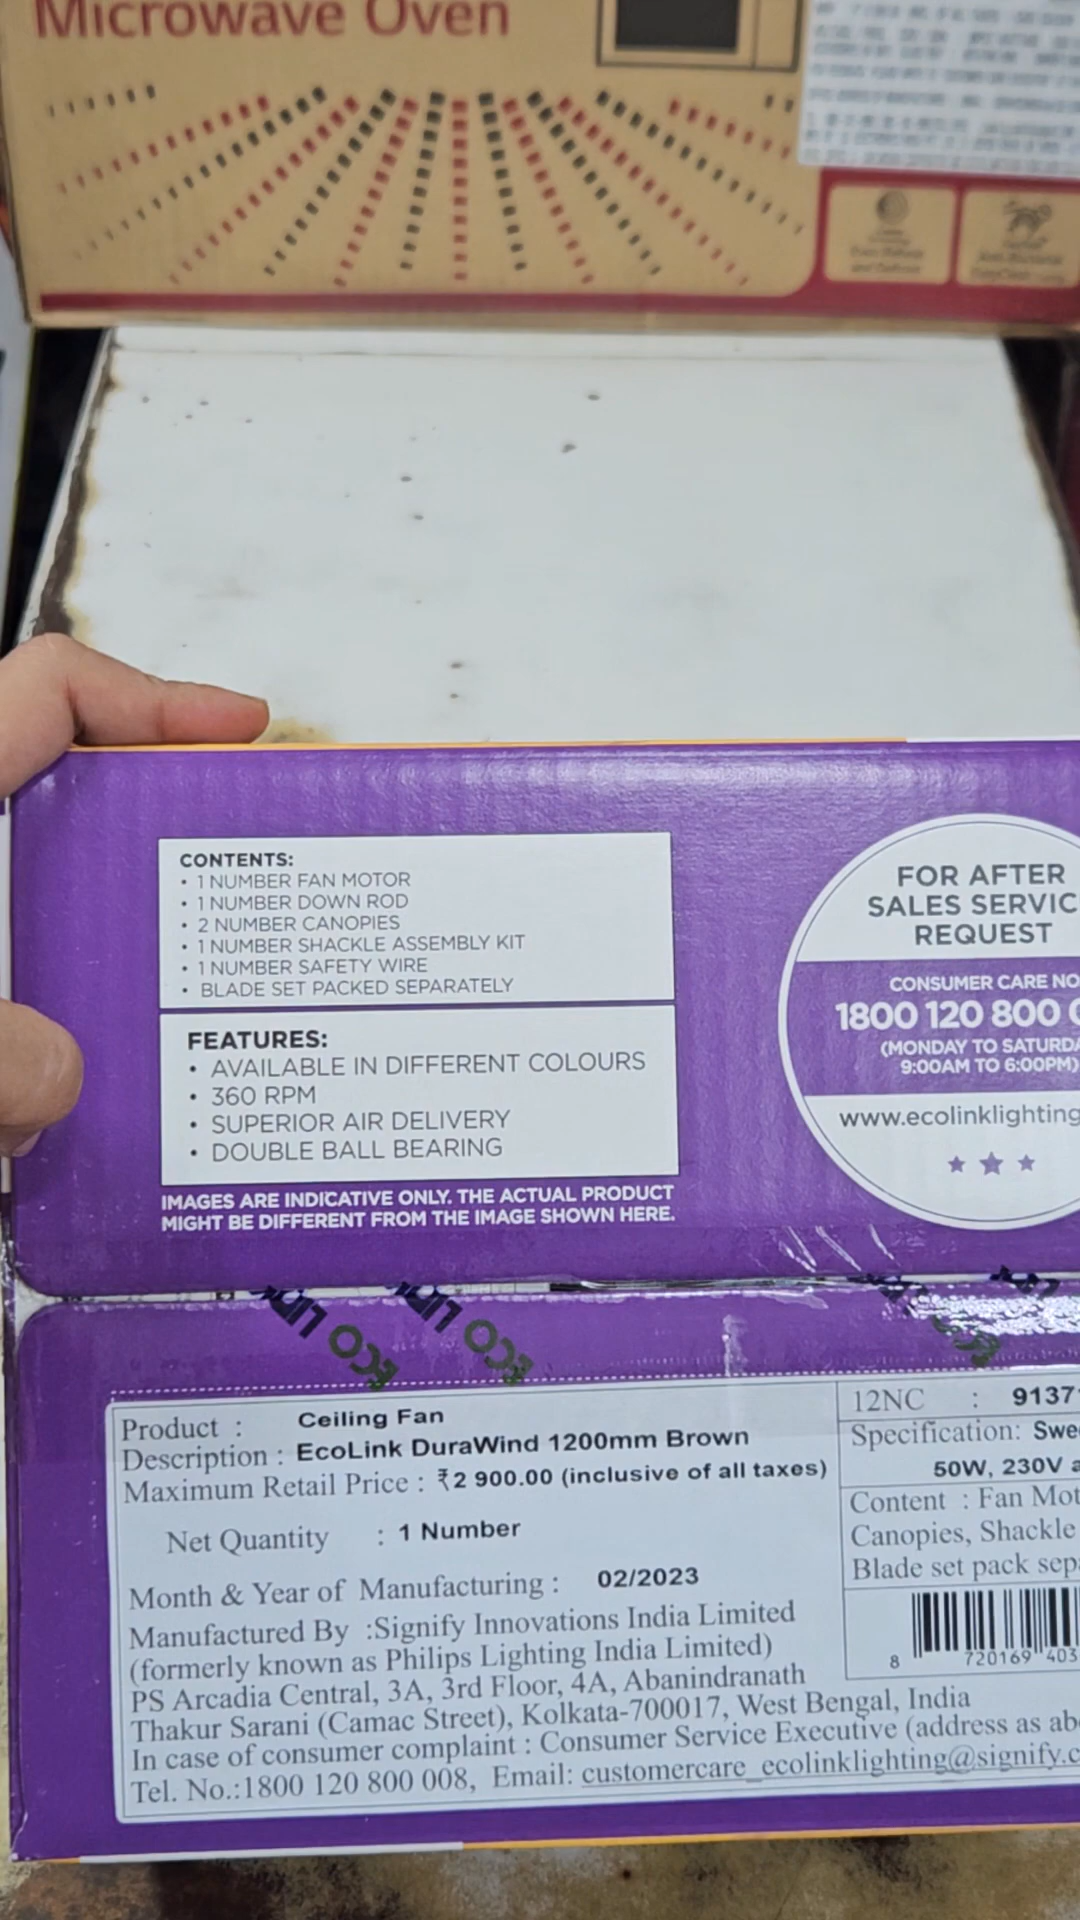 Microwave Oven
CONTENTS:
• 1 NUMBER FAN MOTOR
• 1 NUMBER DOWN ROD
• 2 NUMBER CANOPIES
• 1 NUMBER SHACKLE ASSEMBLY KIT
• 1 NUMBER SAFETY WIRE
• BLADE SET PACKED SEPARATELY
FEATURES:
• AVAILABLE IN DIFFERENT COLOURS
• 360 RPM
• SUPERIOR AIR DELIVERY
• DOUBLE BALL BEARING
IMAGES ARE INDICATIVE ONLY. THE ACTUAL PRODUCT
MIGHT BE DIFFERENT FROM THE IMAGE SHOWN HERE.
FOR AFTER
SALES SERVIC
REQUEST
CONSUMER CARE NO
1800 120 800
(MONDAY TO SATURDA
9:00AM TO 6:00PM)
www.ecolinklighting
ECO
ECO
Product : Ceiling Fan
Description : EcoLink DuraWind 1200mm Brown
Maximum Retail Price : ₹2 900.00 (inclusive of all taxes)
Net Quantity : 1 Number
Month & Year of Manufacturing : 02/2023
Manufactured By :Signify Innovations India Limited
(formerly known as Philips Lighting India Limited)
PS Arcadia Central, 3A, 3rd Floor, 4A, Abanindranath
Thakur Sarani (Camac Street), Kolkata-700017, West Bengal, India
In case of consumer complaint : Consumer Service Executive (address as ab
Tel. No.:1800 120 800 008, Email: customercare_ecolinklighting@signify.c
12NC : 9137
Specification: Swe
50W, 230V a
Content : Fan Mot
Canopies, Shackle
Blade set pack sep
8 720169 403